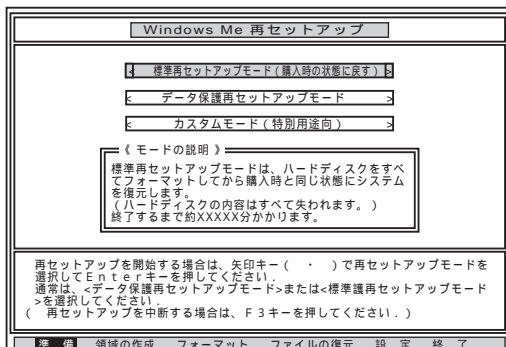 Windows Me 再セットアップ
< 標準再セットアップモード(購入時の状態に戻す) >
< データ保護再セットアップモード >
< カスタムモード(特別用途向) >
《 モードの説明 》
標準再セットアップモードは、ハードディスクをすべ
てフォーマットしてから購入時と同じ状態にシステム
を復元します。
(ハードディスクの内容はすべて失われます。)
終了するまで約XXXXX分かかります。
再セットアップを開始する場合は、矢印キー( ・ )で再セットアップモードを
選択してEnterキーを押してください.
通常は、<データ保護再セットアップモード>または<標準護再セットアップモード
>を選択してください.
( 再セットアップを中断する場合は、F3キーを押してください.)
準 備 領域の作成 フォーマット ファイルの復元 設 定 終 了